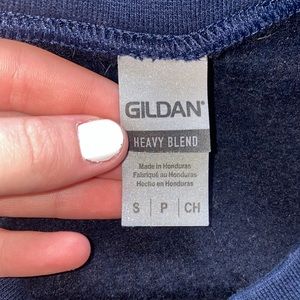 GILDAN®
HEAVY BLEND
Made in Honduras
Fabriqué au Honduras
Hecho en Honduras
S | P | CH